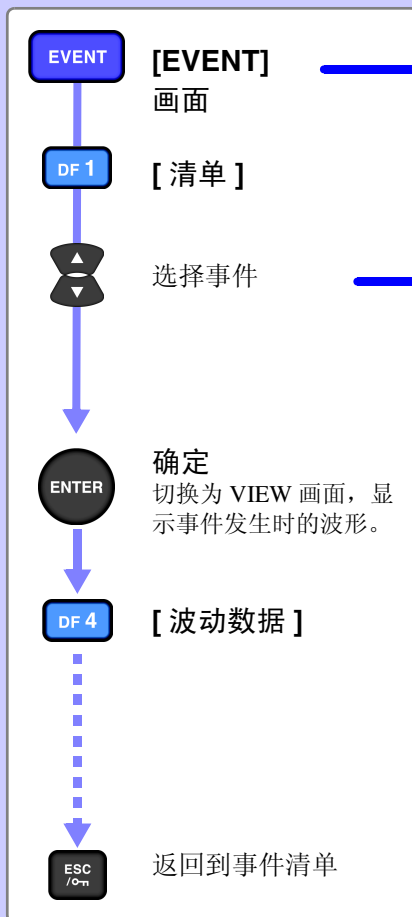 EVENT
[EVENT]
画面
DF 1
[ 清单 ]
选择事件
ENTER
确定
切换为 VIEW 画面，显
示事件发生时的波形。
DF 4
[ 波动数据 ]
ESC
/
返回到事件清单